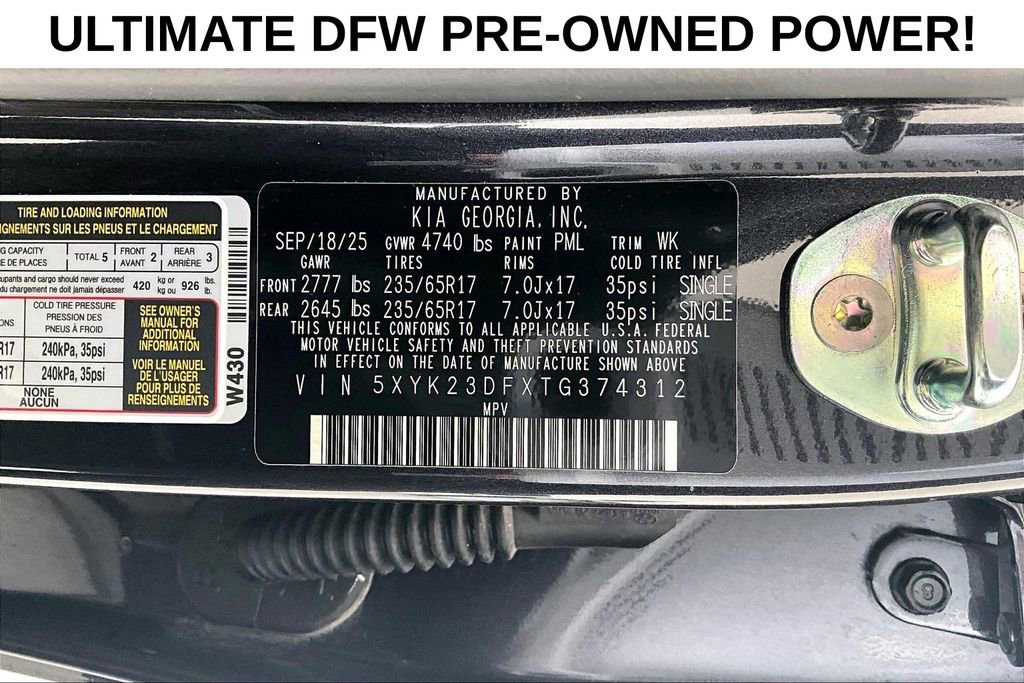 ULTIMATE DFW PRE-OWNED POWER!
TIRE AND LOADING INFORMATION
SUR LES PNEUS ET LE CHARGEMENT
CAPACITY
DE PLACES
TOTAL 5
FRONT
AVANT 2
REAR
ARRIÈRE 3
and cargo should never exceed
chargement ne doit jamais dépasser
420 kg or
kg ou
926 lbs.
lb.
COLD TIRE PRESSURE
PRESSION DES
PNEUS À FROID
R17 240kPa, 35psi
R17 240kPa, 35psi
NONE
AUCUN
SEE OWNER'S
MANUAL FOR
ADDITIONAL
INFORMATION
VOIR LE MANUEL
DE L'USAGER
POUR PLUS DE
RENSEIGNEMENTS
W430
MANUFACTURED BY
KIA GEORGIA, INC.
SEP/18/25 GVWR 4740 lbs PAINT PML TRIM WK
GAWR TIRES RIMS COLD TIRE INFL
FRONT 2777 lbs 235/65R17 7.0Jx17 35psi SINGLE
REAR 2645 lbs 235/65R17 7.0Jx17 35psi SINGLE
THIS VEHICLE CONFORMS TO ALL APPLICABLE U.S.A. FEDERAL
MOTOR VEHICLE SAFETY AND THEFT PREVENTION STANDARDS
IN EFFECT ON THE DATE OF MANUFACTURE SHOWN ABOVE
VIN 5XYK23DFXTG374312
MPV
8